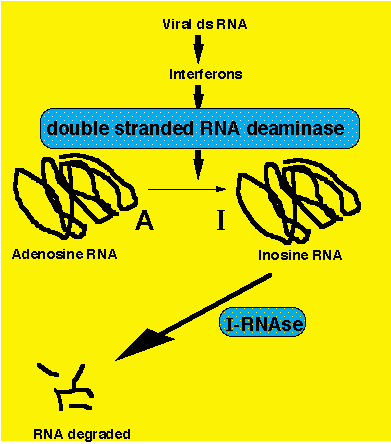 Viral ds RNA
Interferons
double stranded RNA deaminase
A I
Adenosine RNA Inosine RNA
I-RNAse
RNA degraded